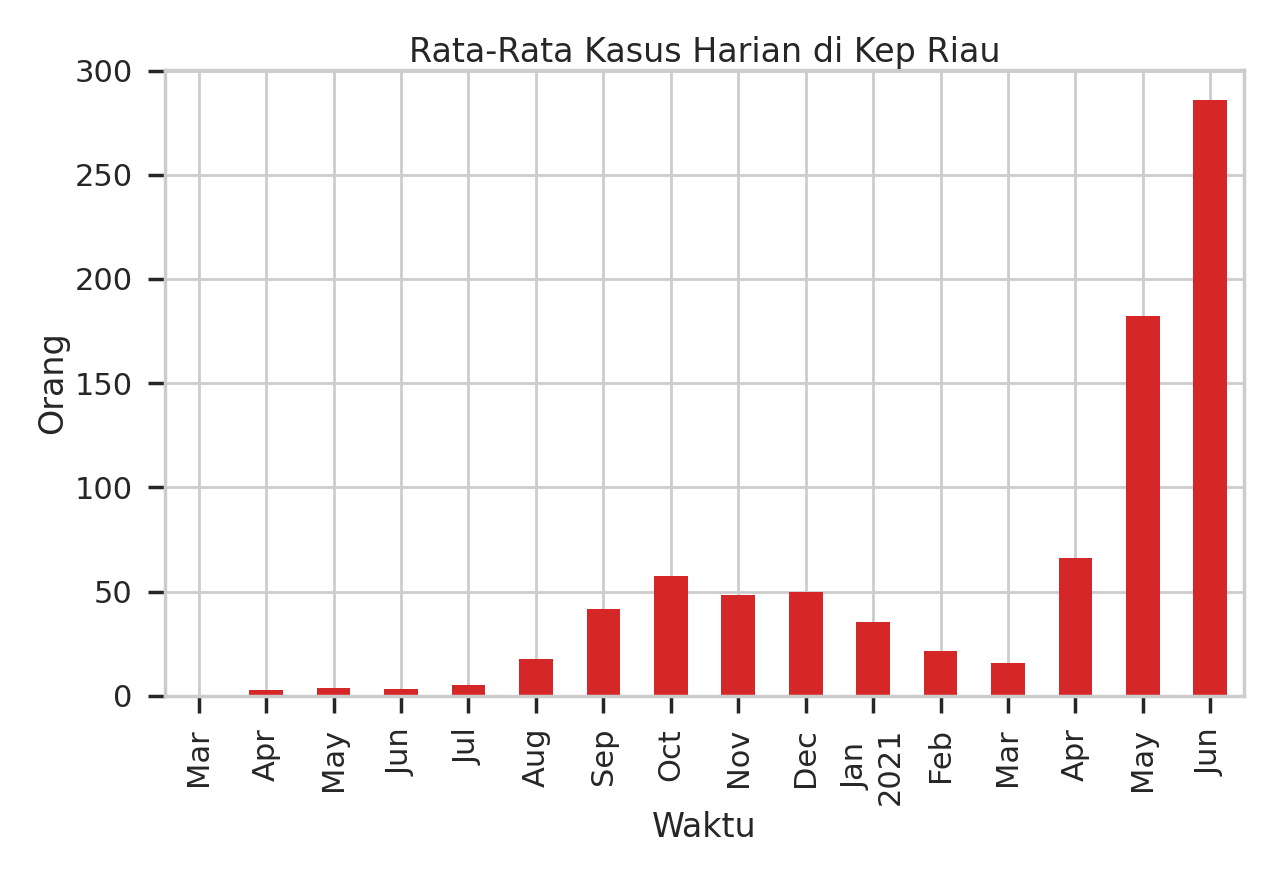 Rata-Rata Kasus Harian di Kep Riau
300
250
200
150
100
50
0
Orang
Mar
Apr
May
Jun
Jul
Aug
Sep
Oct
Nov
Dec
Jan
2021
Feb
Mar
Apr
May
Jun
Waktu